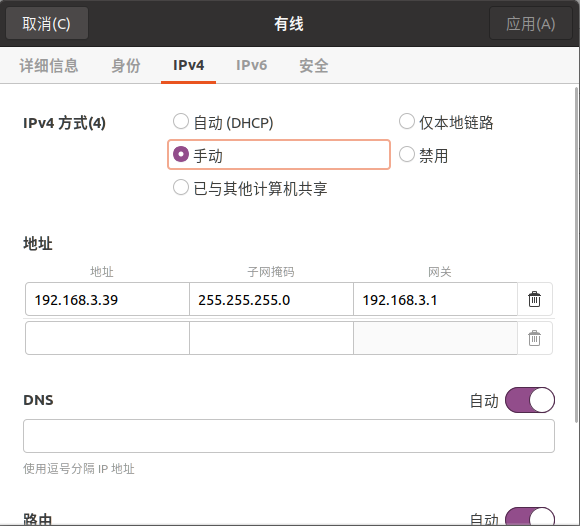 取消(C) 有线 应用(A)
详细信息 身份 IPv4 IPv6 安全
IPv4 方式(4) 自动 (DHCP) 仅本地链路
手动 禁用
已与其他计算机共享
地址
地址 子网掩码 网关
192.168.3.39 255.255.255.0 192.168.3.1
DNS 自动
使用逗号分隔 IP 地址
路由 自动